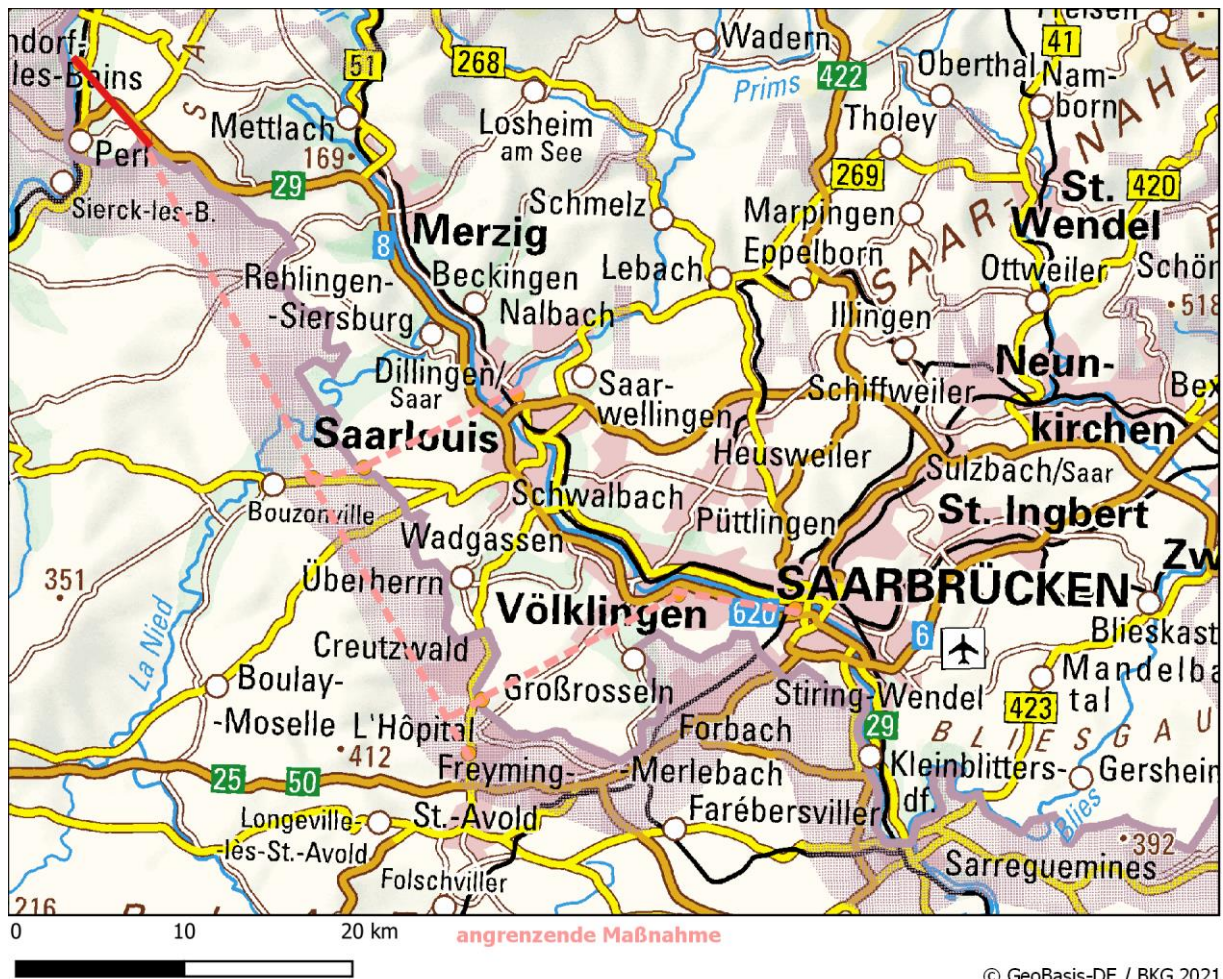 ndorf-
les-Bains
Perl
Sierck-les-B.
S A
51
268
Wadern
422
Prims
41
Oberthal
Nam-
born
NAHE
Tholey
Mettlach
169
Losheim
am See
S A A R -
269
420
29
St.
Wendel
Schmelz
Marpingen
Merzig
8
Eppelborn
SAAR-
Ottweiler
Rehlingen-
-Siersburg
Beckingen
Nalbach
Lebach
Illingen
L A N D
518
Dillingen/
Saar
Saar-
wellingen
Schiffweiler
Neun-
kirchen
Bex
Saarlouis
Heusweiler
Sulzbach/Saar
Bouzonville
Schwalbach
Püttlingen
St. Ingbert
Wadgassen
351
Überherrn
Völklingen
620
SAARBRÜCKEN
Zw
La Nied
6
Blieskast
Creutzwald
Mandelba
tal
Boulay-
-Moselle
L'Hôpital
Großrosseln
Stiring-Wendel
423
Forbach
29
BLIESGAU
412
25
50
Freyming-
-Merlebach
Kleinblitters-
df.
Gersheim
Longeville-
-lès-St.-Avold
St.-Avold
Farébersviller
Blies
392
Folschviller
Sarreguemines
216
0
10
20 km
angrenzende Maßnahme
© GeoBasis-DE / BKG 2021